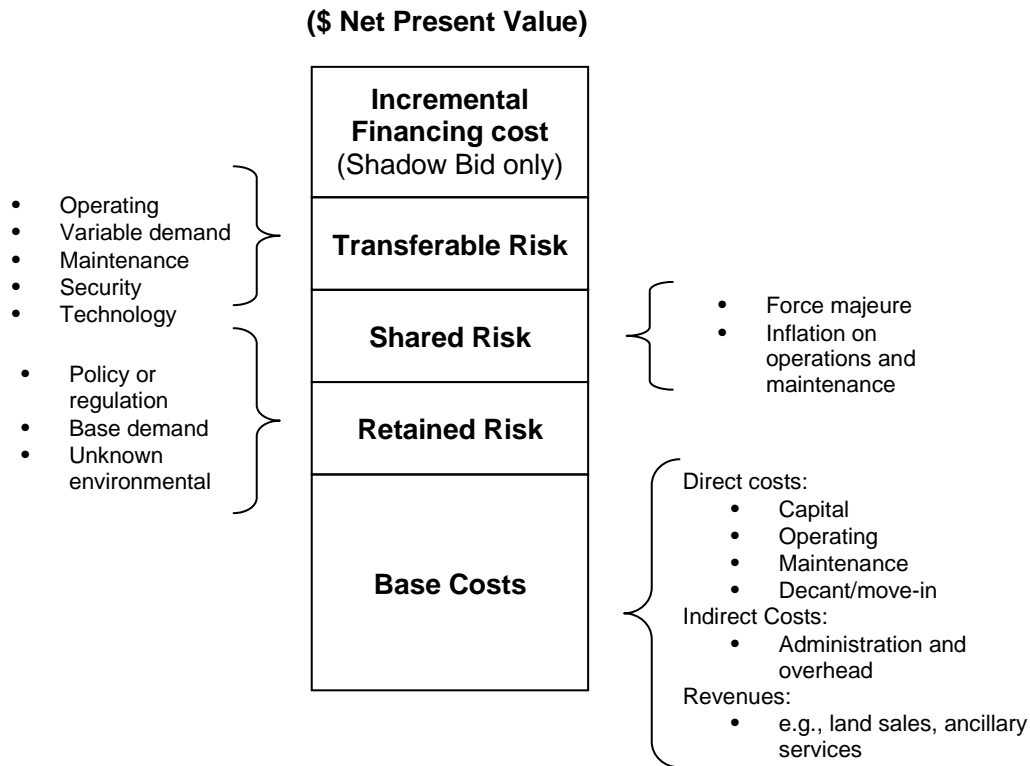 ($ Net Present Value)
Incremental
Financing cost
(Shadow Bid only)
• Operating
• Variable demand
• Maintenance
• Security
• Technology
Transferable Risk
Shared Risk
• Force majeure
• Inflation on
operations and
maintenance
• Policy or
regulation
• Base demand
• Unknown
environmental
Retained Risk
Base Costs
Direct costs:
• Capital
• Operating
• Maintenance
• Decant/move-in
Indirect Costs:
• Administration and
overhead
Revenues:
• e.g., land sales, ancillary
services